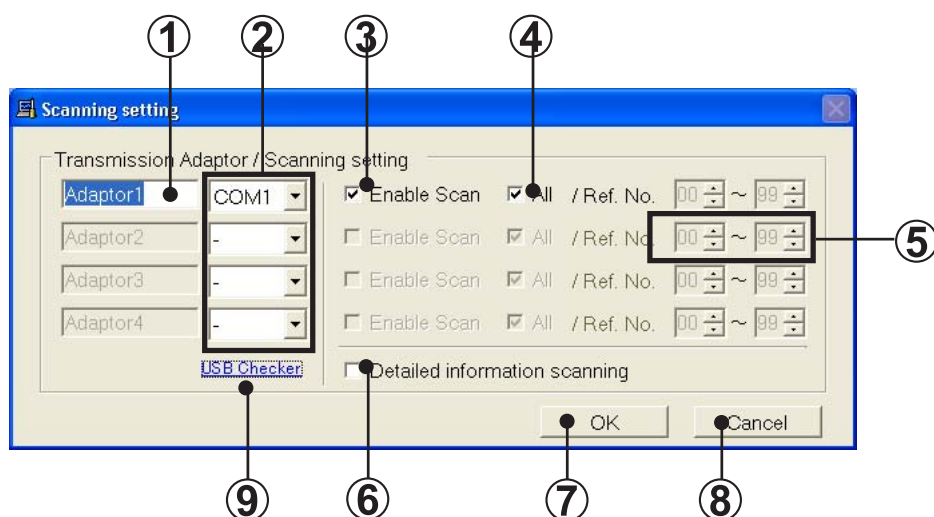 ① ② ③ ④
Scanning setting
Transmission Adaptor / Scanning setting
Adaptor1 COM1 Enable Scan All / Ref. No. 00 ~ 99
Adaptor2 - Enable Scan All / Ref. No. 00 ~ 99
⑤
Adaptor3 - Enable Scan All / Ref. No. 00 ~ 99
Adaptor4 - Enable Scan All / Ref. No. 00 ~ 99
USB Checker Detailed information scanning
OK Cancel
⑨ ⑥ ⑦ ⑧